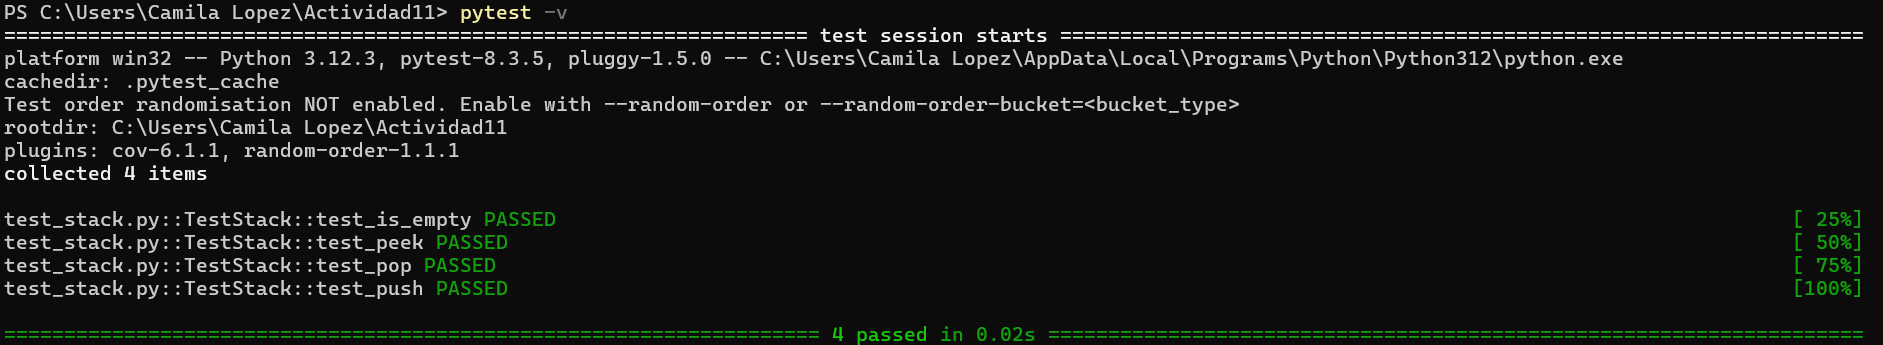 PS C:\Users\Camila Lopez\Actividad11> pytest -v
=================================================================== test session starts ===================================================================
platform win32 -- Python 3.12.3, pytest-8.3.5, pluggy-1.5.0 -- C:\Users\Camila Lopez\AppData\Local\Programs\Python\Python312\python.exe
cachedir: .pytest_cache
Test order randomisation NOT enabled. Enable with --random-order or --random-order-bucket=<bucket_type>
rootdir: C:\Users\Camila Lopez\Actividad11
plugins: cov-6.1.1, random-order-1.1.1
collected 4 items
test_stack.py::TestStack::test_is_empty PASSED [ 25%]
test_stack.py::TestStack::test_peek PASSED [ 50%]
test_stack.py::TestStack::test_pop PASSED [ 75%]
test_stack.py::TestStack::test_push PASSED [100%]
==================================================================== 4 passed in 0.02s ====================================================================